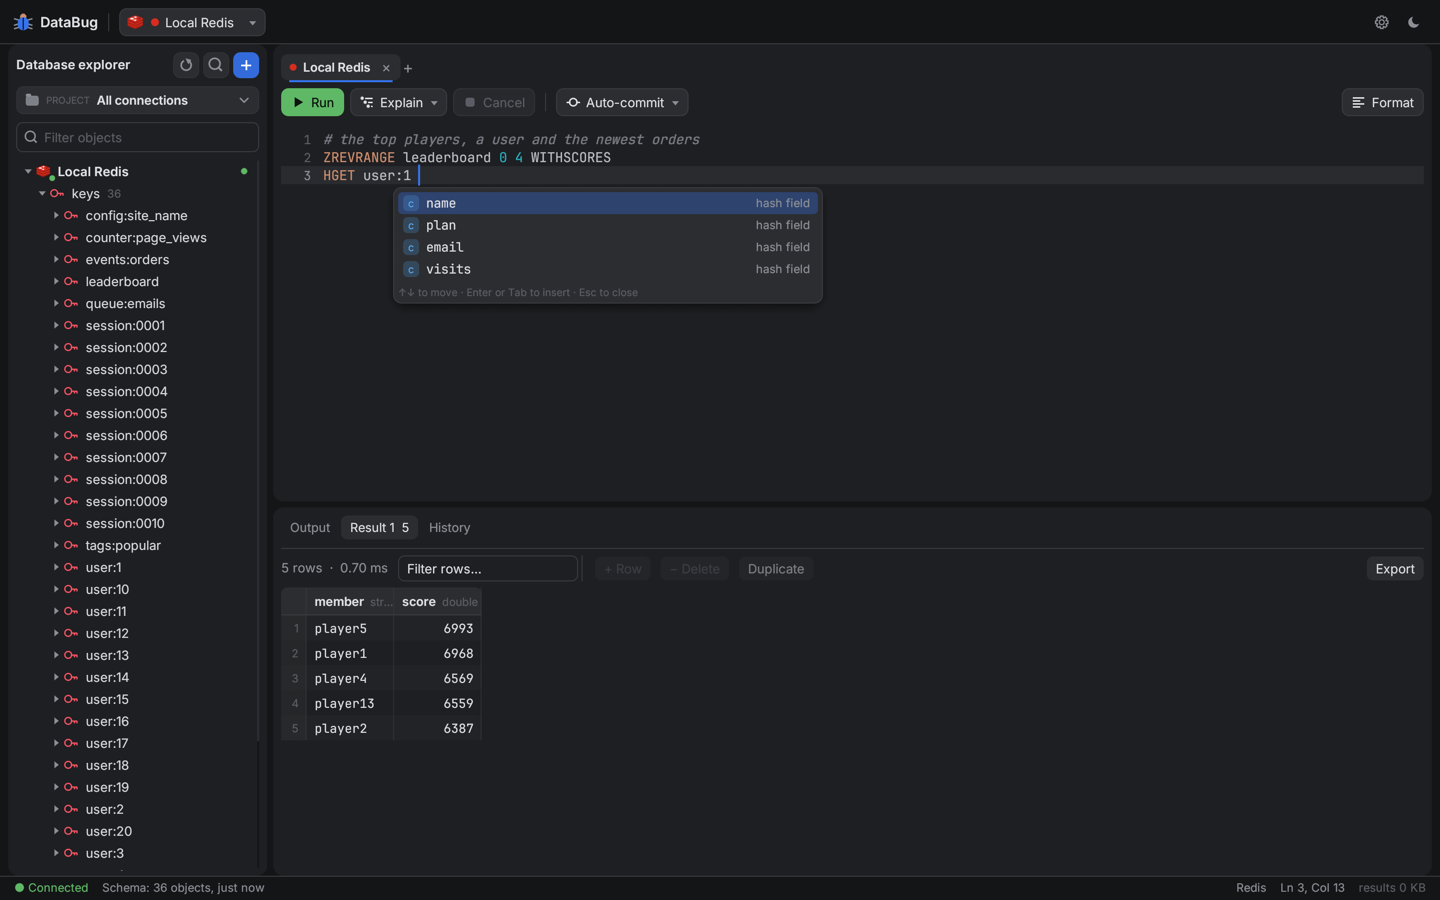 DataBug
Local Redis
Database explorer
PROJECT All connections
Filter objects
Local Redis
keys 36
config:site_name
counter:page_views
events:orders
leaderboard
queue:emails
session:0001
session:0002
session:0003
session:0004
session:0005
session:0006
session:0007
session:0008
session:0009
session:0010
tags:popular
user:1
user:10
user:11
user:12
user:13
user:14
user:15
user:16
user:17
user:18
user:19
user:2
user:20
user:3
Local Redis × +
Run Explain Cancel Auto-commit Format
1 # the top players, a user and the newest orders
2 ZREVRANGE leaderboard 0 4 WITHSCORES
3 HGET user:1
c name hash field
c plan hash field
c email hash field
c visits hash field
↑↓ to move · Enter or Tab to insert · Esc to close
Output Result 1 5 History
5 rows · 0.70 ms Filter rows... + Row − Delete Duplicate Export
member str... score double
1 player5 6993
2 player1 6968
3 player4 6569
4 player13 6559
5 player2 6387
Connected Schema: 36 objects, just now Redis Ln 3, Col 13 results 0 KB